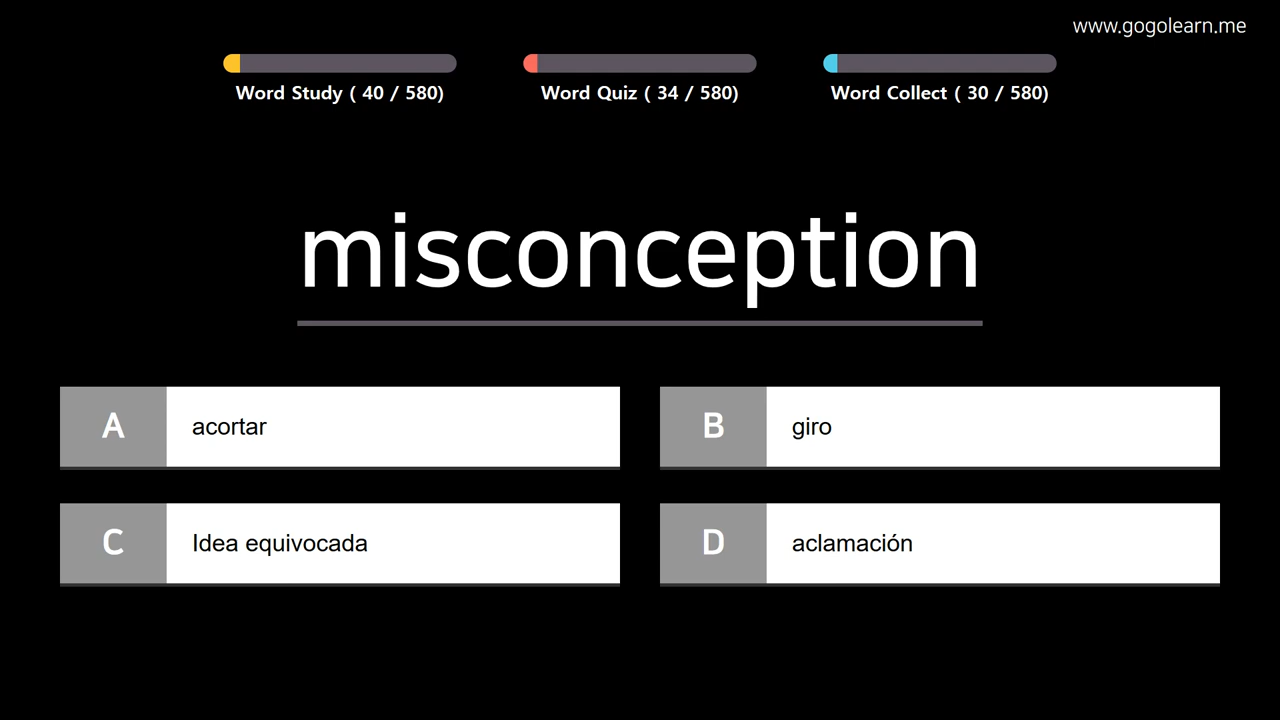 www.gogolearn.me
Word Study ( 40 / 580)
Word Quiz ( 34 / 580)
Word Collect ( 30 / 580)
misconception
A
acortar
B
giro
C
Idea equivocada
D
aclamación